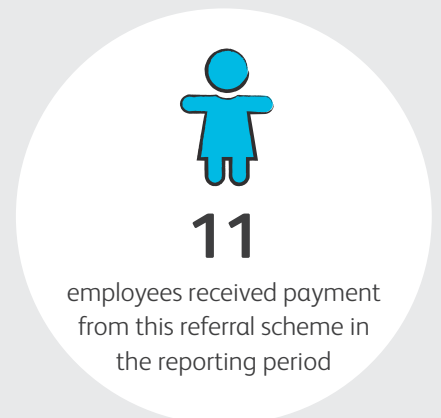 11
employees received payment
from this referral scheme in
the reporting period